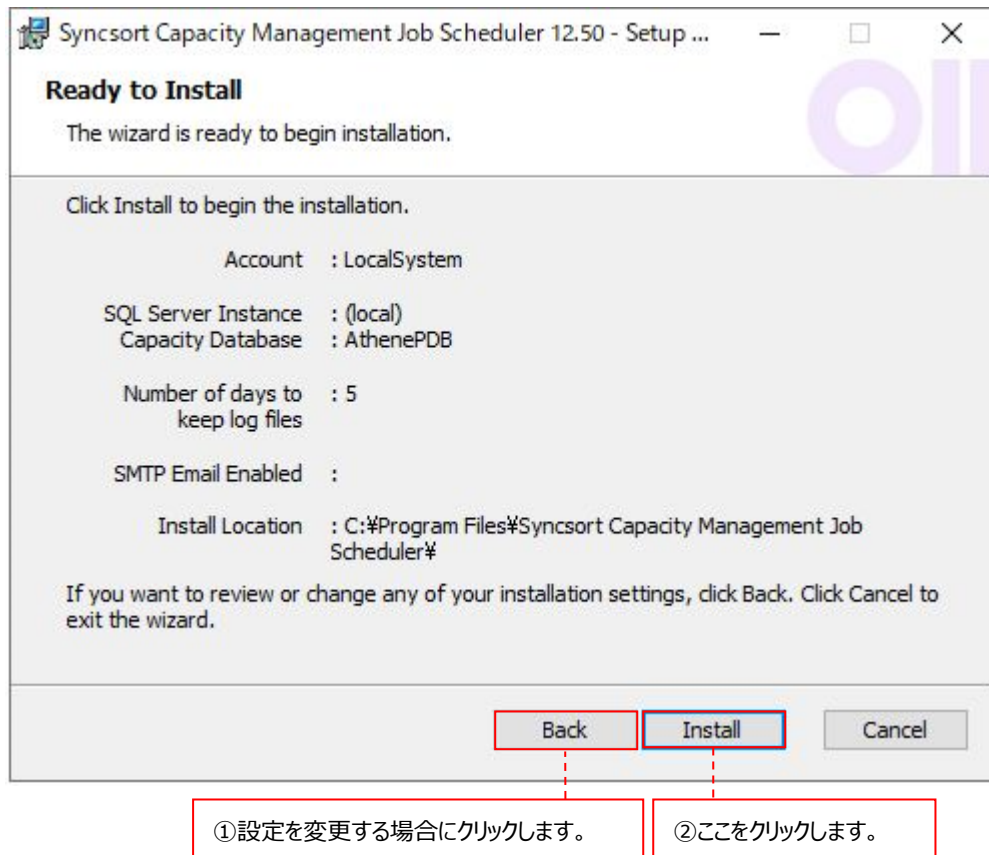 Syncsort Capacity Management Job Scheduler 12.50 - Setup ...
Ready to Install
The wizard is ready to begin installation.
Click Install to begin the installation.
Account : LocalSystem
SQL Server Instance : (local)
Capacity Database : AthenePDB
Number of days to : 5
keep log files
SMTP Email Enabled :
Install Location : C:¥Program Files¥Syncsort Capacity Management Job
Scheduler¥
If you want to review or change any of your installation settings, click Back. Click Cancel to
exit the wizard.
Back Install Cancel
①設定を変更する場合にクリックします。 ②ここをクリックします。